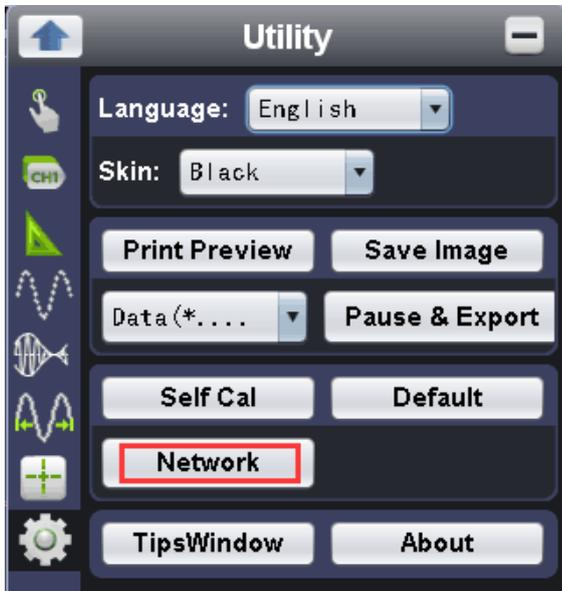 Utility
Language: English
CH1
Skin: Black
Print Preview Save Image
Data(*.... Pause & Export
Self Cal Default
Network
TipsWindow About